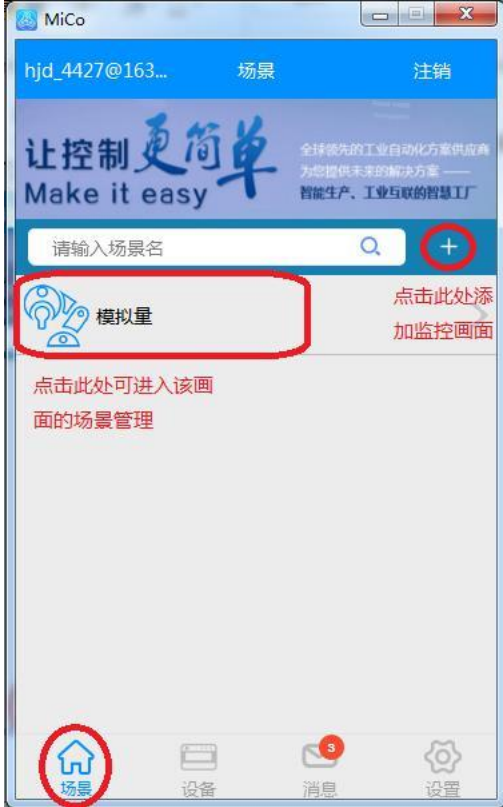 MiCo
hjd_4427@163...
场景
注销
让控制更简单
Make it easy
全球领先的工业自动化方案供应商
为您提供未来的解决方案 ——
智能生产、工业互联的智慧工厂
请输入场景名
+
模拟量
点击此处添
加监控画面
点击此处可进入该画
面的场景管理
3
场景
设备
消息
设置